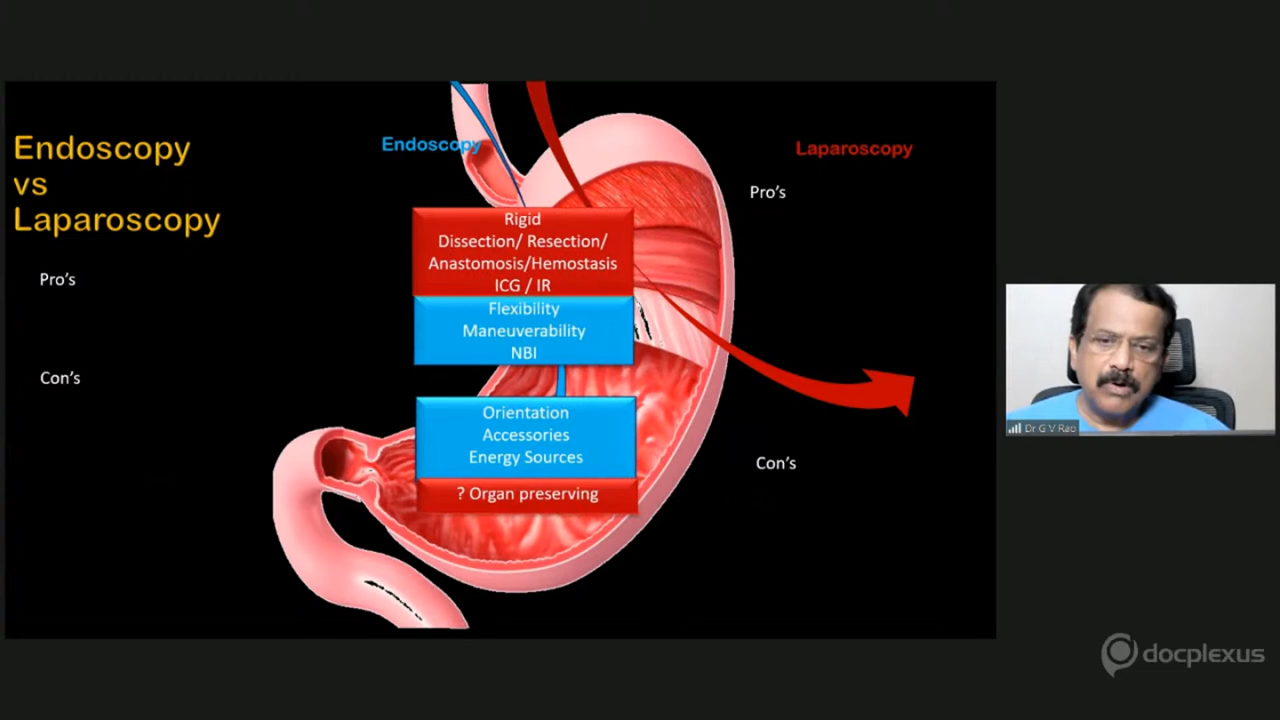 Endoscopy
vs
Laparoscopy
Pro's
Con's
Endoscopy
Rigid
Dissection/ Resection/
Anastomosis/Hemostasis
ICG / IR
Flexibility
Maneuverability
NBI
Orientation
Accessories
Energy Sources
? Organ preserving
Laparoscopy
Pro's
Con's
Dr G V Rao
docplexus